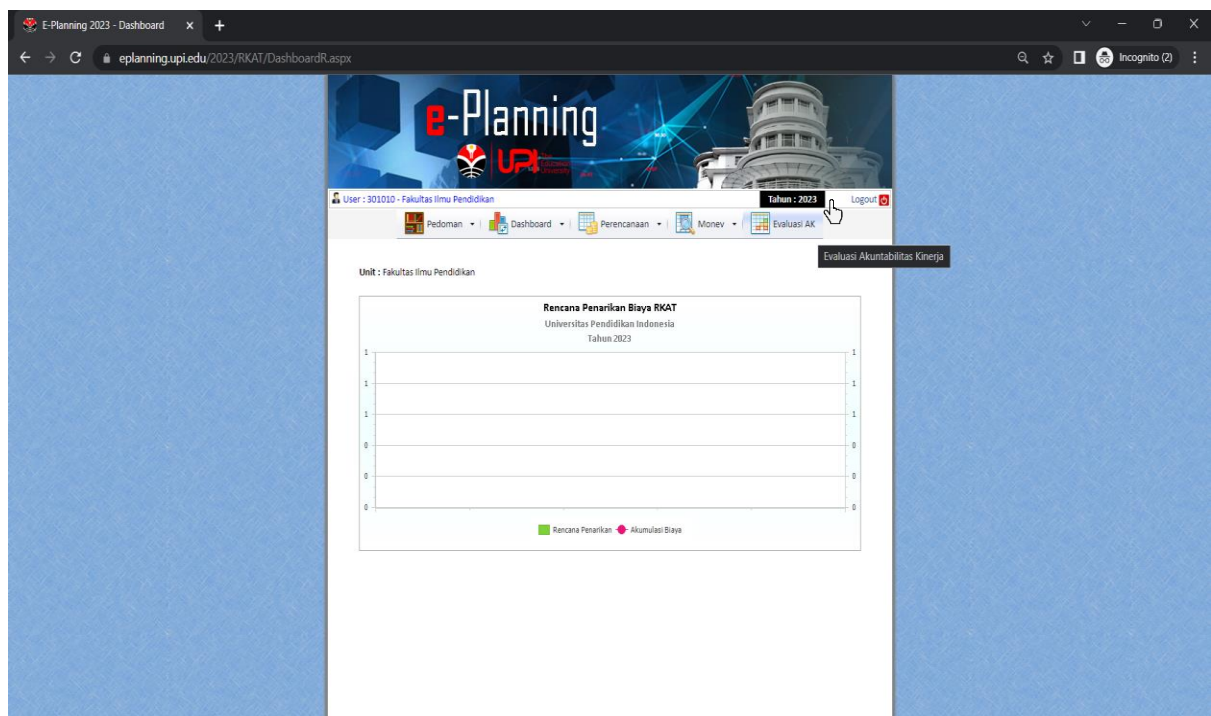 E-Planning 2023 - Dashboard
eplanning.upi.edu/2023/RKAT/DashboardR.aspx
Incognito (2)
e-Planning
UPI
User : 301010 - Fakultas Ilmu Pendidikan
Tahun : 2023
Logout
Pedoman
Dashboard
Perencanaan
Monev
Evaluasi AK
Evaluasi Akuntabilitas Kinerja
Unit : Fakultas Ilmu Pendidikan
Rencana Penarikan Biaya RKAT
Universitas Pendidikan Indonesia
Tahun 2023
1 1
1 1
1 1
0 0
0 0
0 0
Rencana Penarikan Akumulasi Biaya